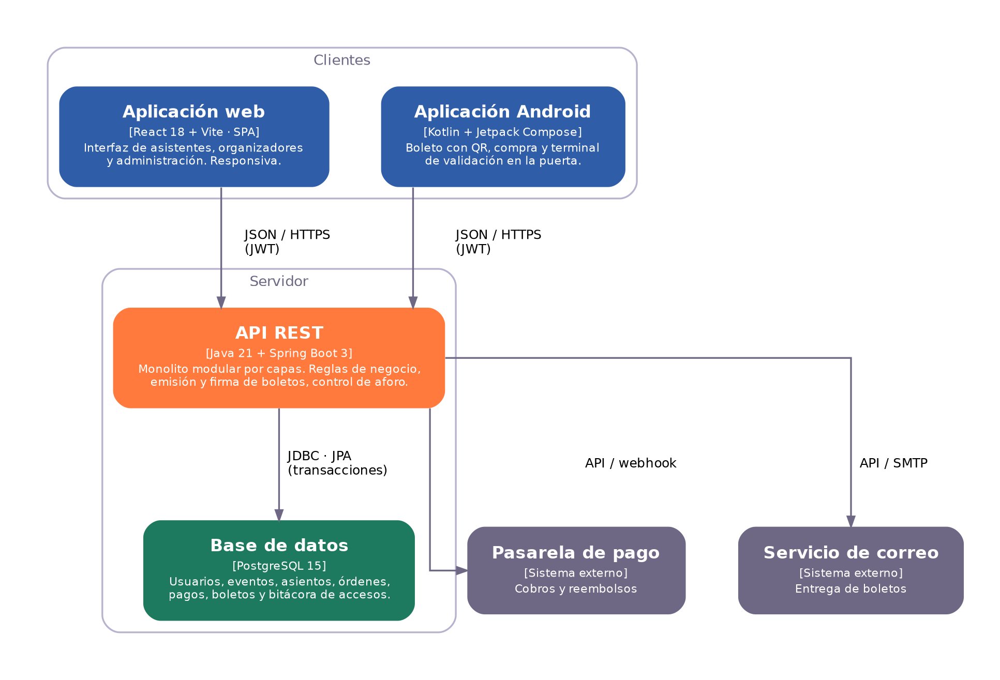 Clientes
Aplicación web
[React 18 + Vite · SPA]
Interfaz de asistentes, organizadores
y administración. Responsiva.
Aplicación Android
[Kotlin + Jetpack Compose]
Boleto con QR, compra y terminal
de validación en la puerta.
JSON / HTTPS
(JWT)
JSON / HTTPS
(JWT)
Servidor
API REST
[Java 21 + Spring Boot 3]
Monolito modular por capas. Reglas de negocio,
emisión y firma de boletos, control de aforo.
JDBC · JPA
(transacciones)
API / webhook
API / SMTP
Base de datos
[PostgreSQL 15]
Usuarios, eventos, asientos, órdenes,
pagos, boletos y bitácora de accesos.
Pasarela de pago
[Sistema externo]
Cobros y reembolsos
Servicio de correo
[Sistema externo]
Entrega de boletos